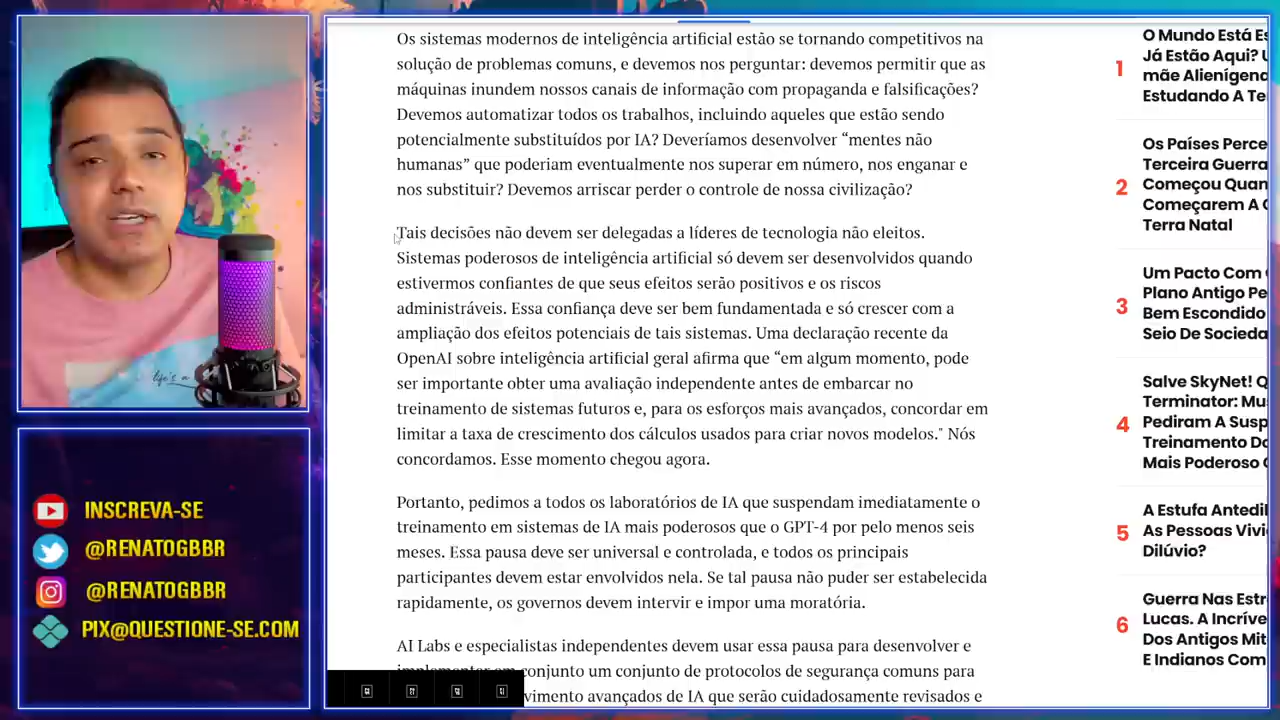 Os sistemas modernos de inteligência artificial estão se tornando competitivos na
solução de problemas comuns, e devemos nos perguntar: devemos permitir que as
máquinas inundem nossos canais de informação com propaganda e falsificações?
Devemos automatizar todos os trabalhos, incluindo aqueles que estão sendo
potencialmente substituídos por IA? Deveríamos desenvolver “mentes não
humanas” que poderiam eventualmente nos superar em número, nos enganar e
nos substituir? Devemos arriscar perder o controle de nossa civilização?
Tais decisões não devem ser delegadas a líderes de tecnologia não eleitos.
Sistemas poderosos de inteligência artificial só devem ser desenvolvidos quando
estivermos confiantes de que seus efeitos serão positivos e os riscos
administráveis. Essa confiança deve ser bem fundamentada e só crescer com a
ampliação dos efeitos potenciais de tais sistemas. Uma declaração recente da
OpenAI sobre inteligência artificial geral afirma que “em algum momento, pode
ser importante obter uma avaliação independente antes de embarcar no
treinamento de sistemas futuros e, para os esforços mais avançados, concordar em
limitar a taxa de crescimento dos cálculos usados para criar novos modelos." Nós
concordamos. Esse momento chegou agora.
Portanto, pedimos a todos os laboratórios de IA que suspendam imediatamente o
treinamento em sistemas de IA mais poderosos que o GPT-4 por pelo menos seis
meses. Essa pausa deve ser universal e controlada, e todos os principais
participantes devem estar envolvidos nela. Se tal pausa não puder ser estabelecida
rapidamente, os governos devem intervir e impor uma moratória.
AI Labs e especialistas independentes devem usar essa pausa para desenvolver e
conjunto um conjunto de protocolos de segurança comuns para
avançados de IA que serão cuidadosamente revisados e
1
O Mundo Está
Já Estão Aqui?
mãe Alienígena
Estudando A
2
Os Países
Terceira Guerra
Começou
Começarem A
Terra Natal
3
Um Pacto Com
Plano Antigo
Bem Escondido
Seio De
4
Salve SkyNet!
Terminator:
Pediram A
Treinamento
Mais Poderoso
5
A Estufa
As Pessoas
Dilúvio?
6
Guerra Nas
Lucas. A
Dos Antigos
E Indianos
life's a
INSCREVA-SE
@RENATOGBBR
@RENATOGBBR
PIX@QUESTIONE-SE.COM